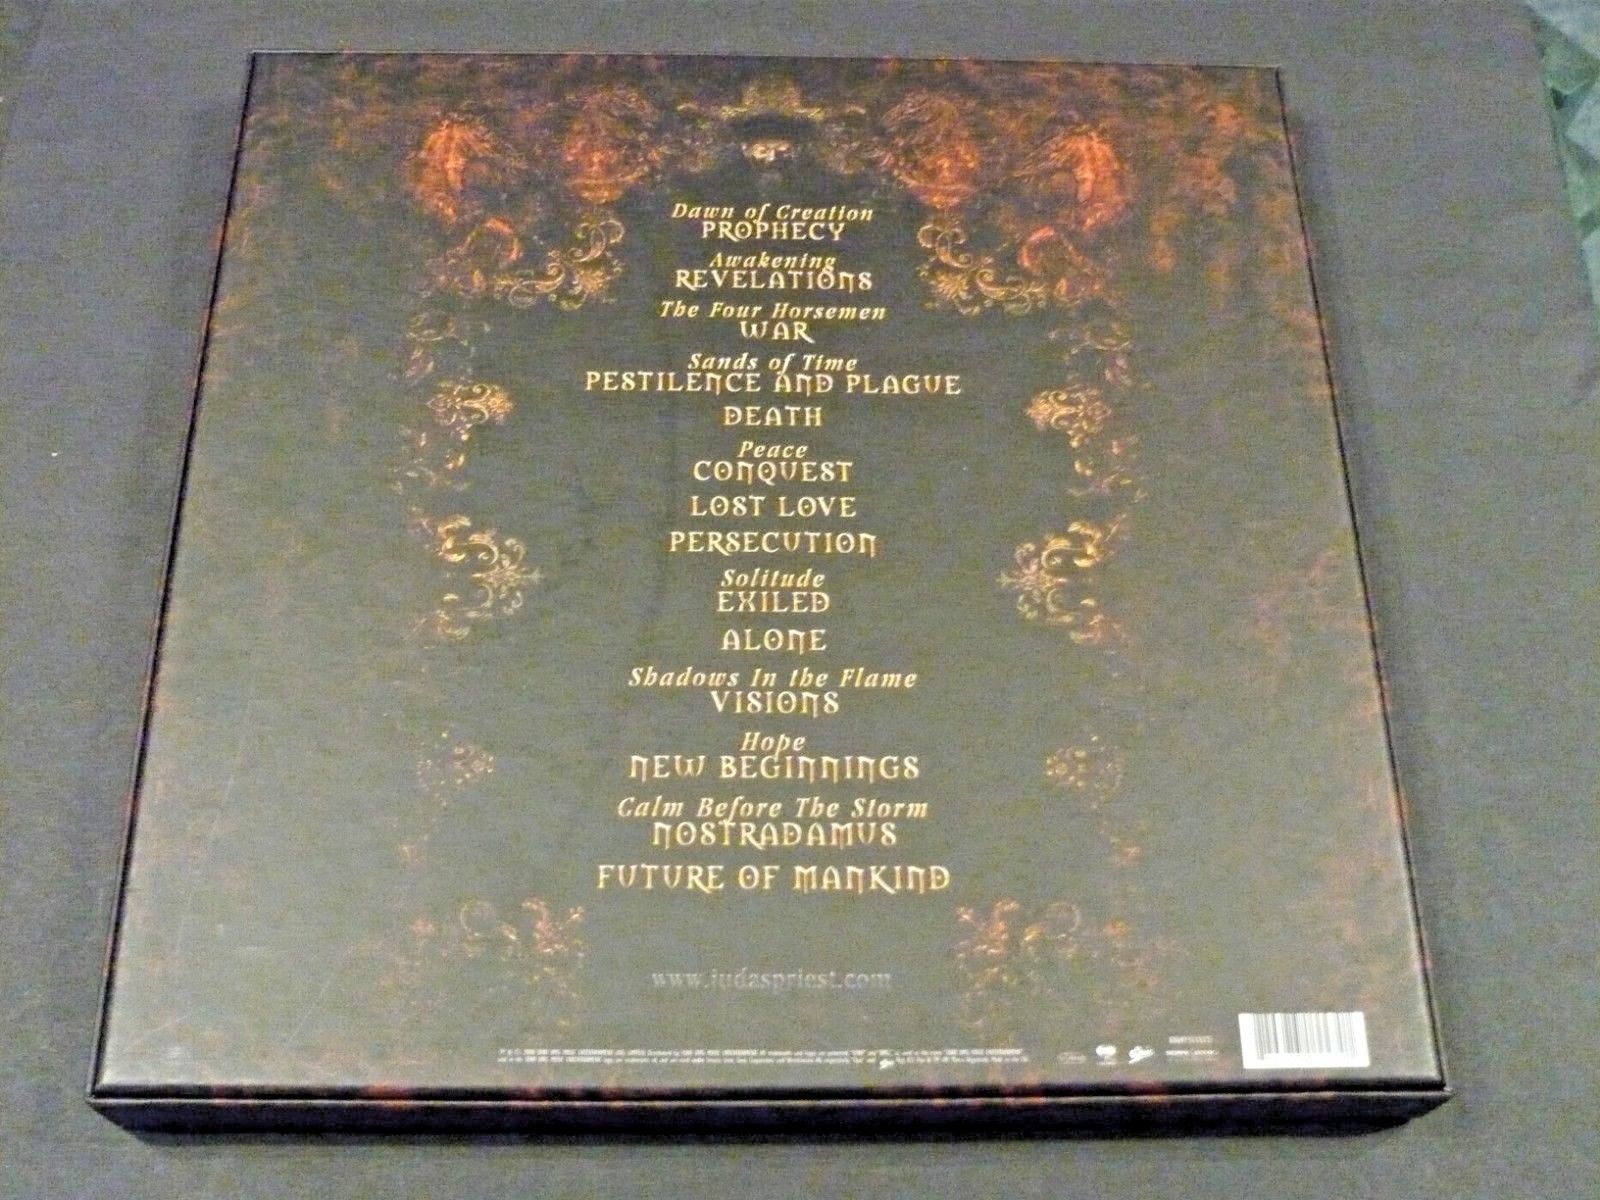 Dawn of Creation
PROPHECY
Awakening
REVELATIONS
The Four Horsemen
WAR
Sands of Time
PESTILENCE AND PLAGUE
DEATH
Peace
CONQUEST
LOST LOVE
PERSECUTION
Solitude
EXILED
ALONE
Shadows In the Flame
VISIONS
Hope
NEW BEGINNINGS
Calm Before The Storm
NOSTRADAMUS
FUTURE OF MANKIND
www.judaspriest.com
Epic